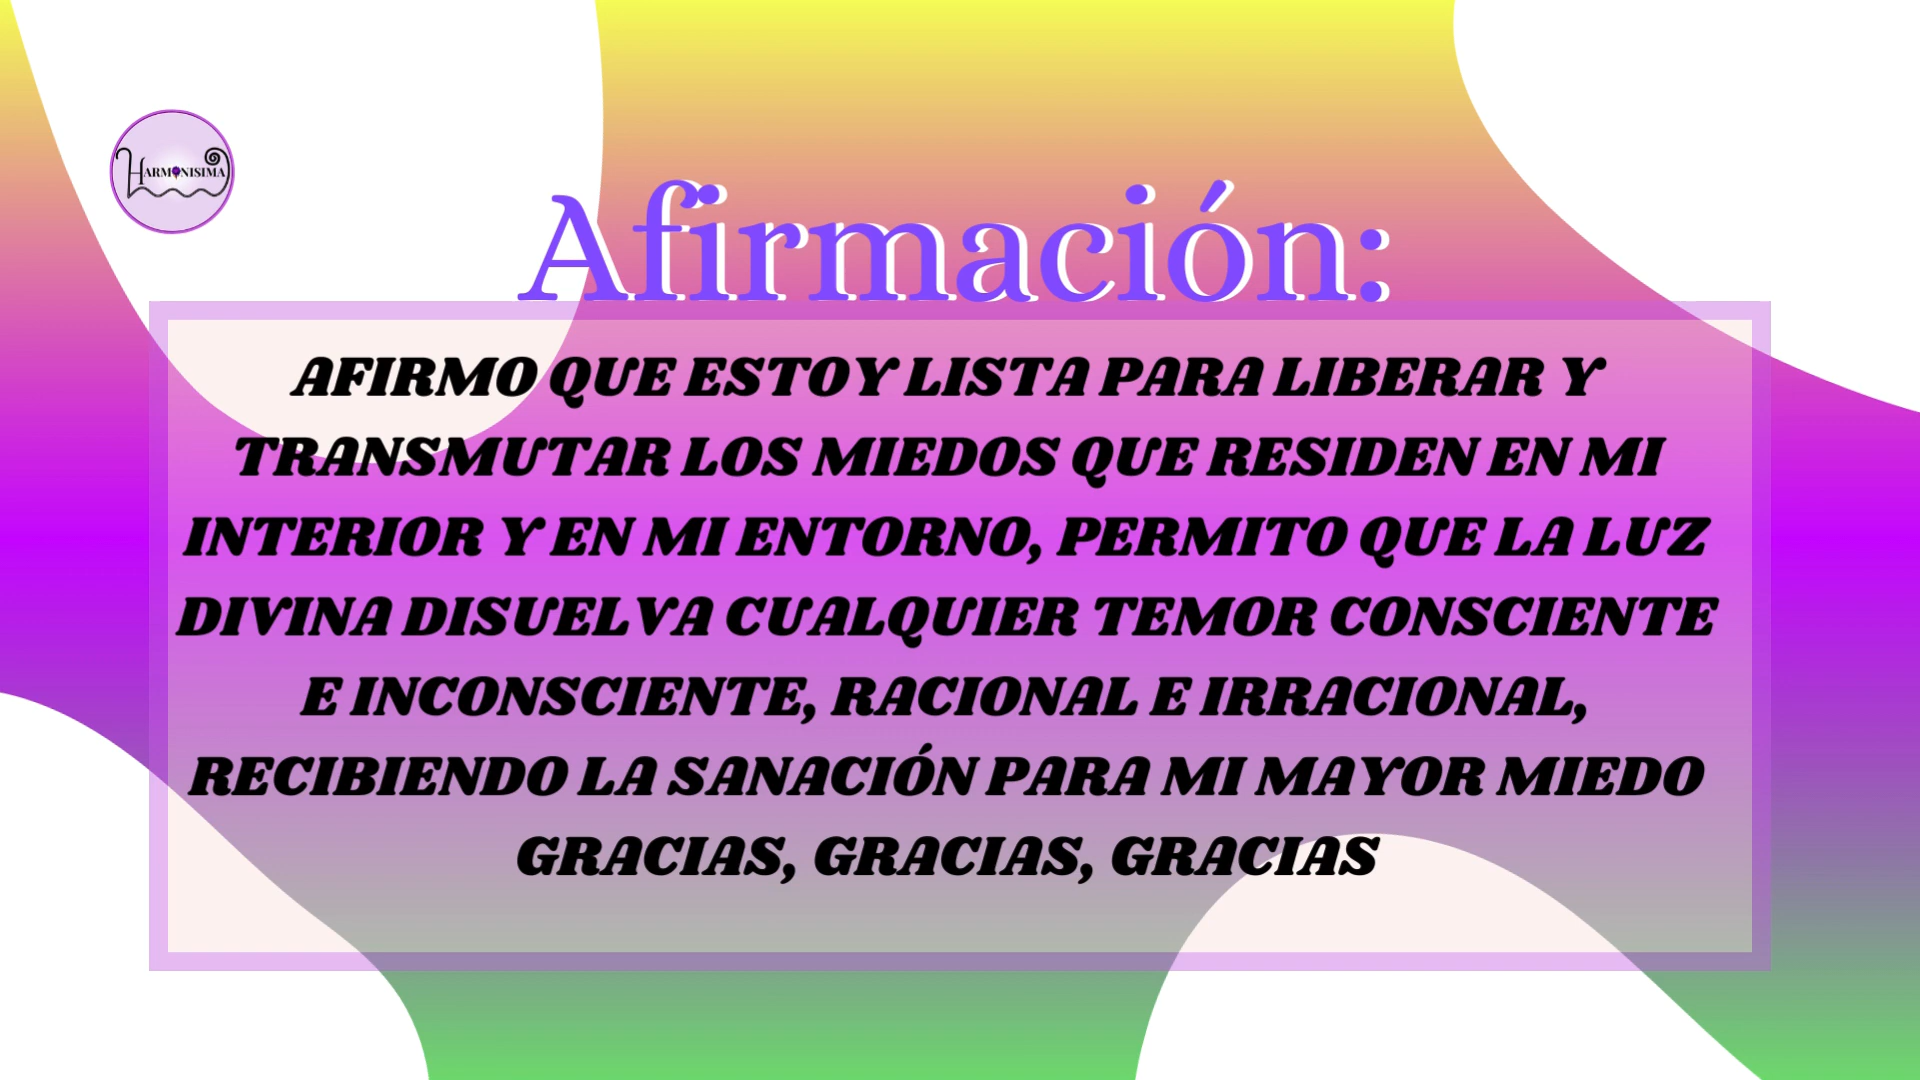 HARMONISIMA
Afirmación:
AFIRMO QUE ESTOY LISTA PARA LIBERAR Y
TRANSMUTAR LOS MIEDOS QUE RESIDEN EN MI
INTERIOR Y EN MI ENTORNO, PERMITO QUE LA LUZ
DIVINA DISUELVA CUALQUIER TEMOR CONSCIENTE
E INCONSCIENTE, RACIONAL E IRRACIONAL,
RECIBIENDO LA SANACIÓN PARA MI MAYOR MIEDO
GRACIAS, GRACIAS, GRACIAS